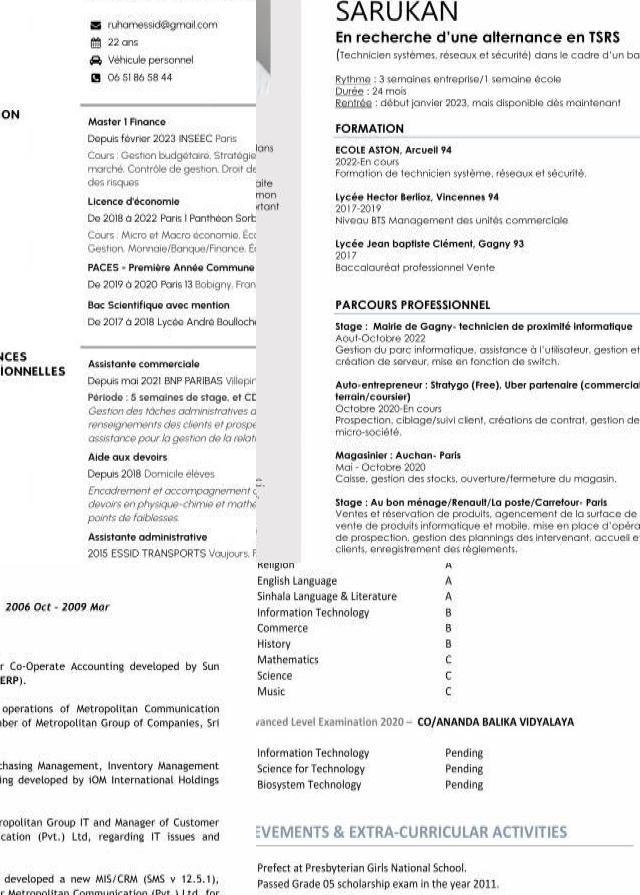 ruhamessid@gmail.com
22 ans
Véhicule personnel
06 51 86 58 44
ON
Master 1 Finance
Depuis février 2023 INSEEC Paris
Cours : Gestion budgétaire, Stratégie
marché, Contrôle de gestion, Droit de
des risques
Licence d'économie
De 2018 à 2022 Paris 1 Panthéon Sorb
Cours : Micro et Macro économie, Éco
Gestion, Monnaie/Banque/Finance, É
PACES - Première Année Commune
De 2019 à 2020 Paris 13 Bobigny, Fran
Bac Scientifique avec mention
De 2017 à 2018 Lycée André Boulloch
NCES
IONNELLES
Assistante commerciale
Depuis mai 2021 BNP PARIBAS Villepin
Période : 5 semaines de stage, et CD
Gestion des tâches administratives a
renseignements des clients et prospe
assistance pour la gestion de la relat
Aide aux devoirs
Depuis 2018 Domicile élèves
Encadrement et accompagnement
devoirs en physique-chimie et mathé
points de faiblesses.
Assistante administrative
2015 ESSID TRANSPORTS Vaujours, F
dans
aite
mon
rtant
SARUKAN
En recherche d'une alternance en TSRS
(Technicien systèmes, réseaux et sécurité) dans le cadre d'un ba
Rythme : 3 semaines entreprise/1 semaine école
Durée : 24 mois
Rentrée : début janvier 2023, mais disponible dès maintenant
FORMATION
ECOLE ASTON, Arcueil 94
2022-En cours
Formation de technicien système, réseaux et sécurité.
Lycée Hector Berlioz, Vincennes 94
2017-2019
Niveau BTS Management des unités commerciale
Lycée Jean baptiste Clément, Gagny 93
2017
Baccalauréat professionnel Vente
PARCOURS PROFESSIONNEL
Stage : Mairie de Gagny- technicien de proximité informatique
Aout-Octobre 2022
Gestion du parc informatique, assistance à l'utilisateur, gestion et
création de serveur, mise en fonction de switch.
Auto-entrepreneur : Stratygo (Free), Uber partenaire (commercial
terrain/coursier)
Octobre 2020-En cours
Prospection, ciblage/suivi client, créations de contrat, gestion de
micro-société.
Magasinier : Auchan- Paris
Mai - Octobre 2020
Caisse, gestion des stocks, ouverture/fermeture du magasin.
Stage : Au bon ménage/Renault/La poste/Carrefour- Paris
Ventes et réservation de produits, agencement de la surface de
vente de produits informatique et mobile, mise en place d'opéra
de prospection, gestion des plannings des intervenant, accueil e
clients, enregistrement des règlements.
2006 Oct - 2009 Mar
r Co-Operate Accounting developed by Sun
ERP).
operations of Metropolitan Communication
ber of Metropolitan Group of Companies, Sri
chasing Management, Inventory Management
ing developed by iOM International Holdings
ropolitan Group IT and Manager of Customer
cation (Pvt.) Ltd, regarding IT issues and
developed a new MIS/CRM (SMS v 12.5.1),
r Metropolitan Communication (Pvt.) Ltd, for
Religion A
English Language A
Sinhala Language & Literature A
Information Technology B
Commerce B
History B
Mathematics C
Science C
Music C
vanced Level Examination 2020 – CO/ANANDA BALIKA VIDYALAYA
Information Technology Pending
Science for Technology Pending
Biosystem Technology Pending
EVEMENTS & EXTRA-CURRICULAR ACTIVITIES
Prefect at Presbyterian Girls National School.
Passed Grade 05 scholarship exam in the year 2011.